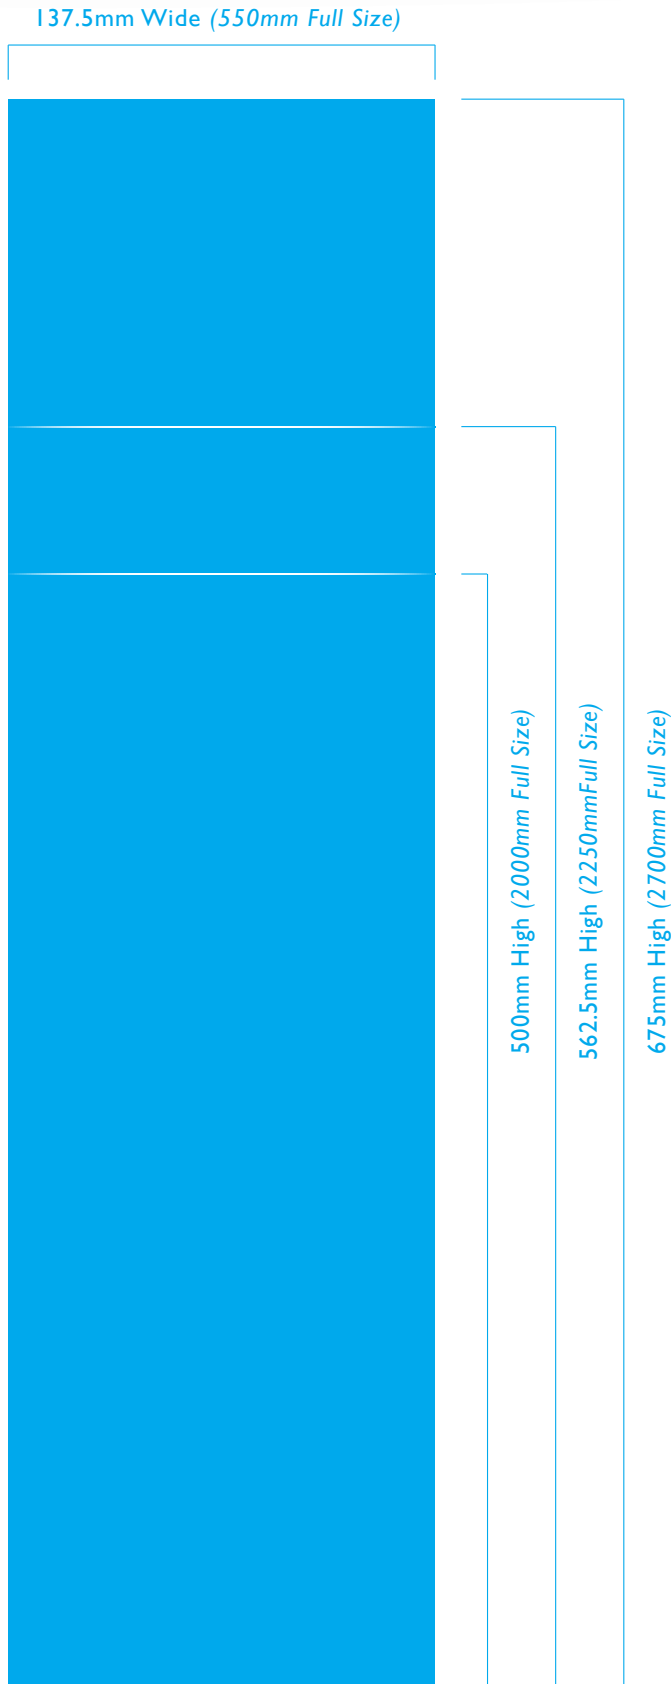 137.5mm Wide (550mm Full Size)
500mm High (2000mm Full Size)
562.5mm High (2250mmFull Size)
675mm High (2700mm Full Size)